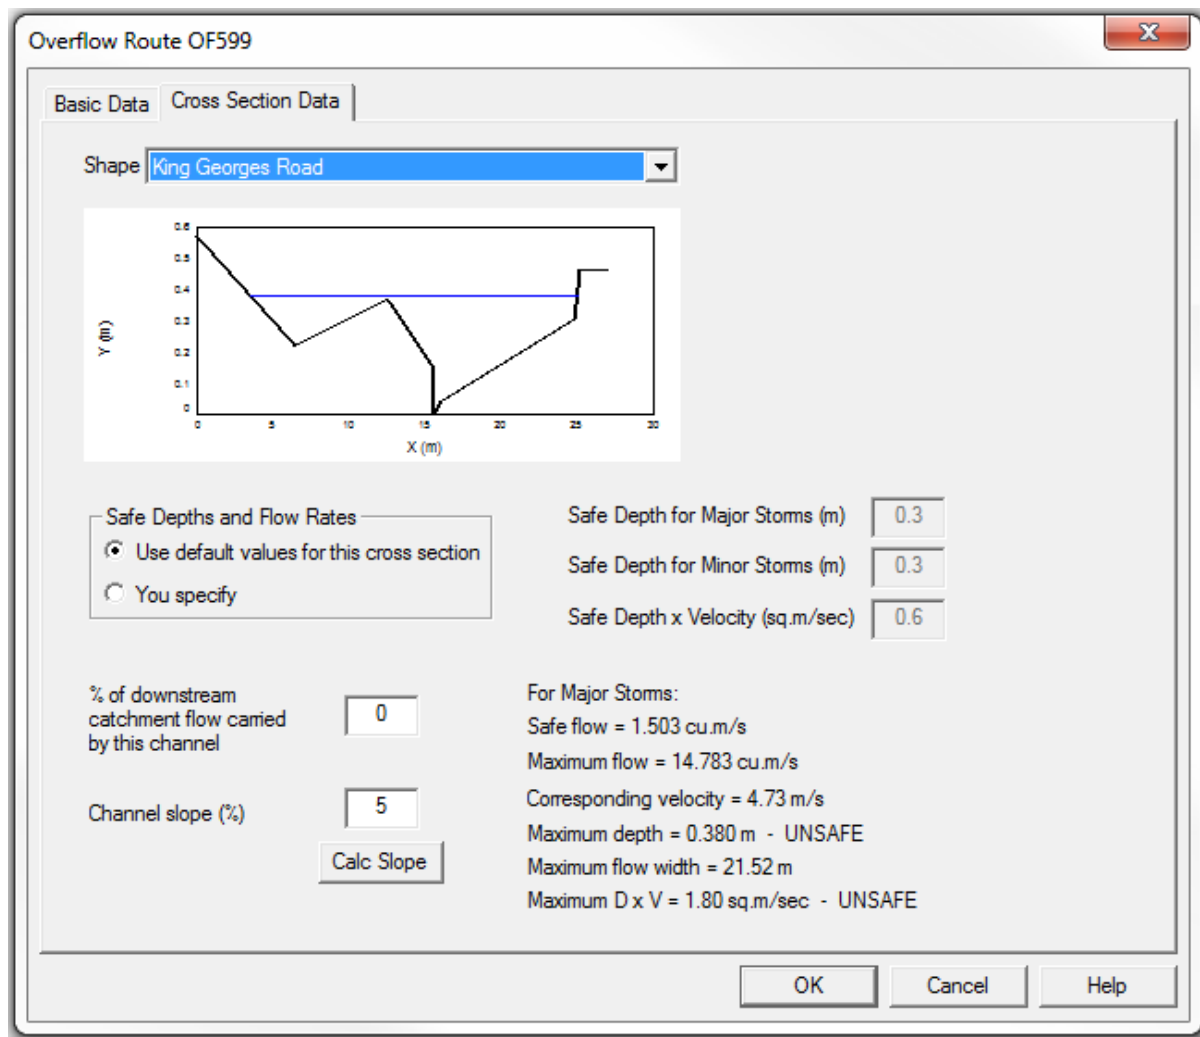 Overflow Route OF599
Basic Data
Cross Section Data
Shape
King Georges Road
0.6
0.5
0.4
0.3
0.2
0.1
0
Y (m)
0
5
10
15
20
25
30
X (m)
Safe Depths and Flow Rates
Use default values for this cross section
You specify
Safe Depth for Major Storms (m)
0.3
Safe Depth for Minor Storms (m)
0.3
Safe Depth x Velocity (sq.m/sec)
0.6
% of downstream
catchment flow carried
by this channel
0
Channel slope (%)
5
Calc Slope
For Major Storms:
Safe flow = 1.503 cu.m/s
Maximum flow = 14.783 cu.m/s
Corresponding velocity = 4.73 m/s
Maximum depth = 0.380 m - UNSAFE
Maximum flow width = 21.52 m
Maximum D x V = 1.80 sq.m/sec - UNSAFE
OK
Cancel
Help